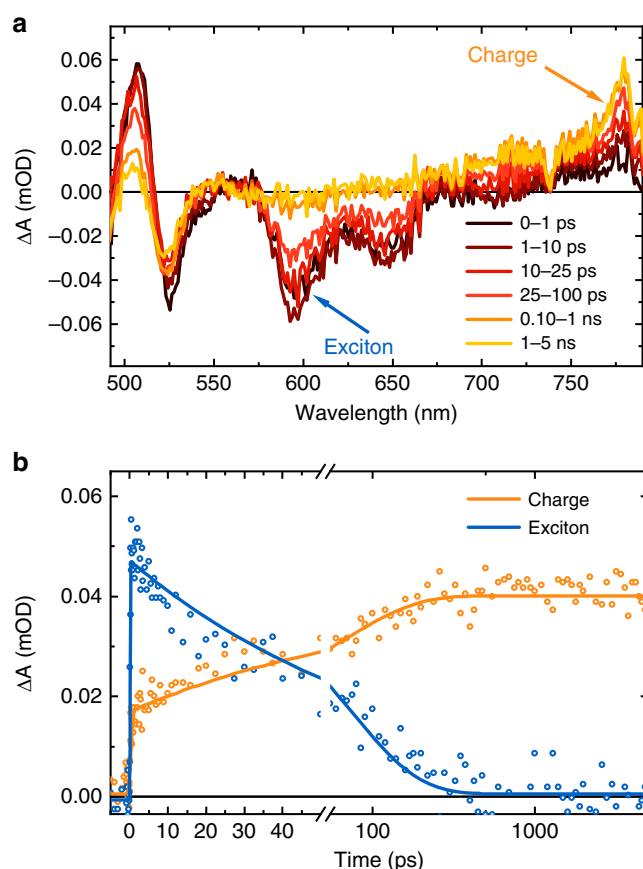 a
ΔA (mOD)
0.06
0.04
0.02
0.00
−0.02
−0.04
−0.06
Charge
Exciton
0–1 ps
1–10 ps
10–25 ps
25–100 ps
0.10–1 ns
1–5 ns
500 550 600 650 700 750
Wavelength (nm)
b
ΔA (mOD)
0.06
0.04
0.02
0.00
Charge
Exciton
0 10 20 30 40 100 1000
Time (ps)